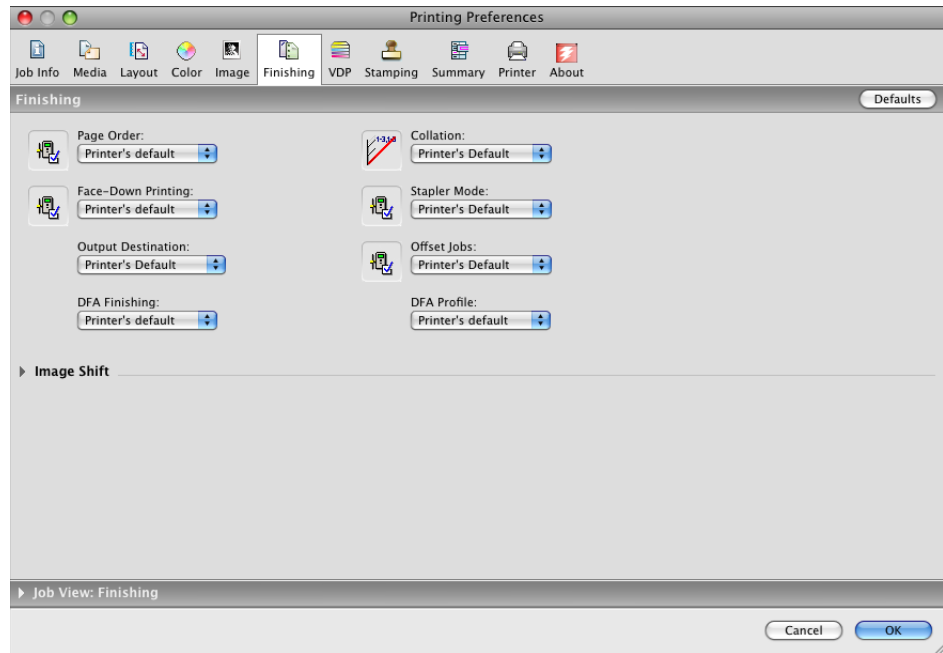 Printing Preferences
Job Info Media Layout Color Image Finishing VDP Stamping Summary Printer About
Finishing Defaults
Page Order: Collation:
Printer's default Printer's Default
Face-Down Printing: Stapler Mode:
Printer's default Printer's Default
Output Destination: Offset Jobs:
Printer's Default Printer's Default
DFA Finishing: DFA Profile:
Printer's default Printer's default
Image Shift
Job View: Finishing
Cancel OK